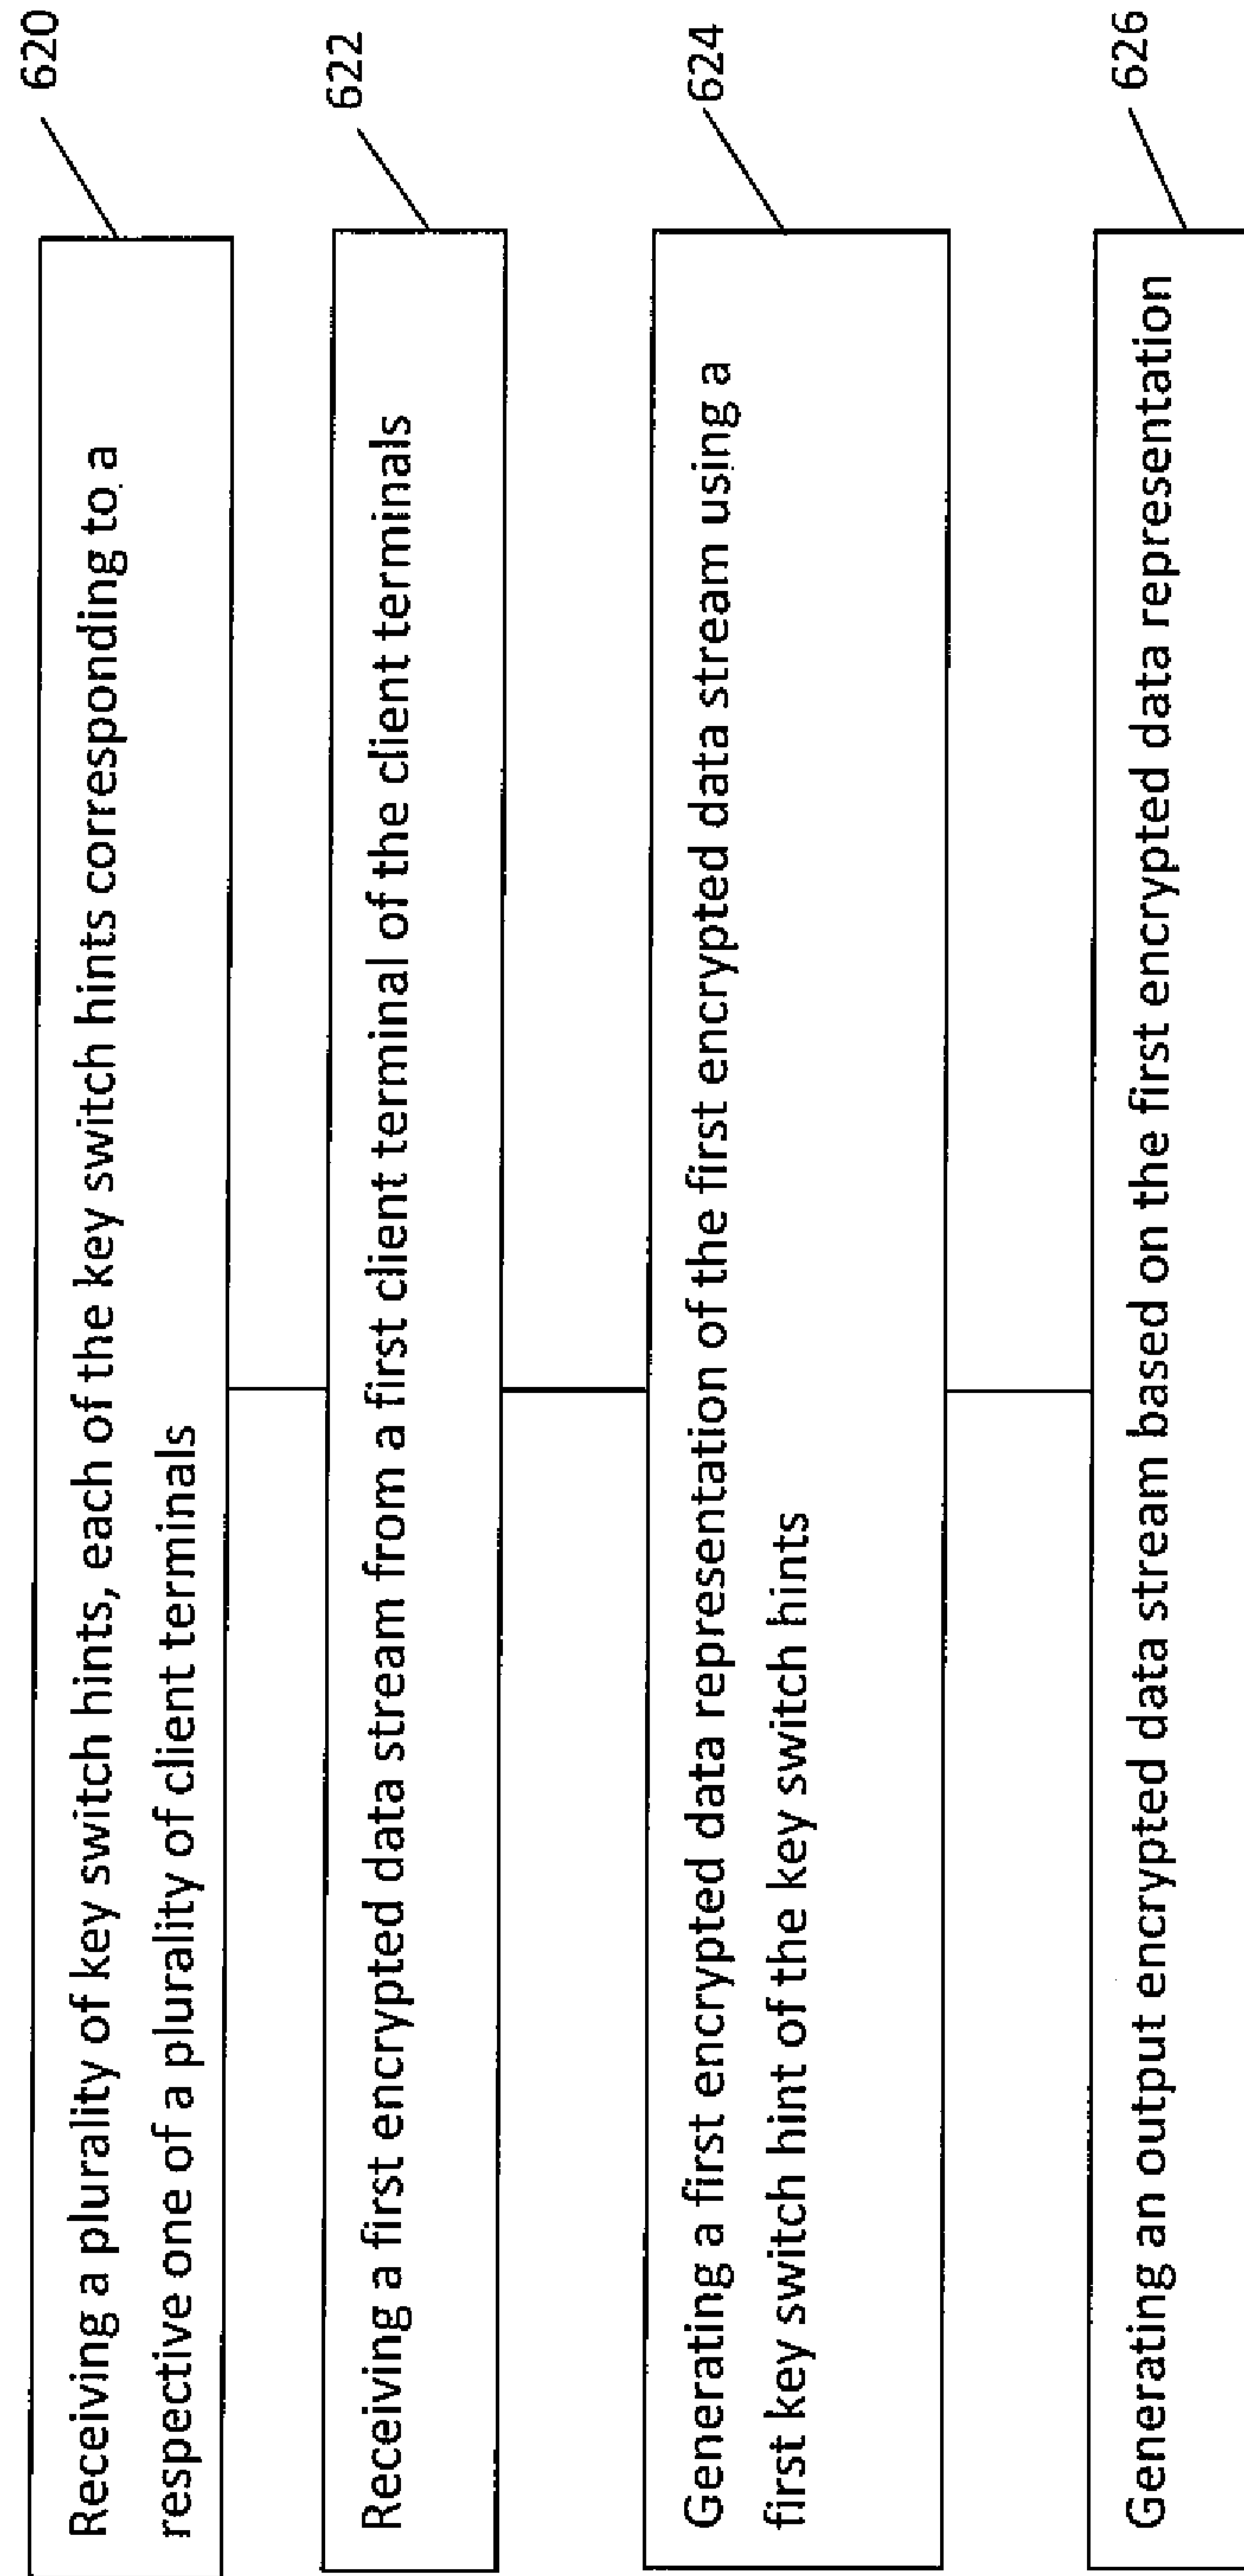 Receiving a plurality of key switch hints, each of the key switch hints corresponding to a
respective one of a plurality of client terminals
620
Receiving a first encrypted data stream from a first client terminal of the client terminals
622
Generating a first encrypted data representation of the first encrypted data stream using a
first key switch hint of the key switch hints
624
Generating an output encrypted data stream based on the first encrypted data representation
626